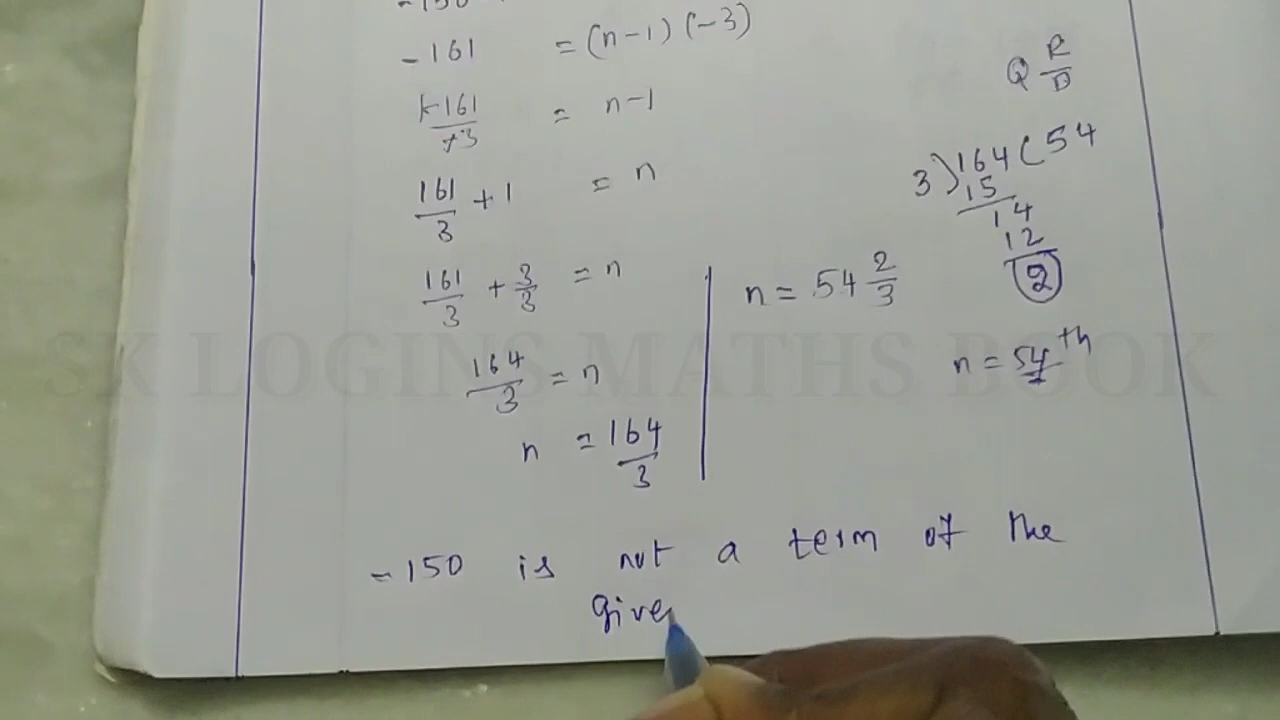 -150
-161 = (n-1) (-3)
-161/-3 = n-1
161/3 + 1 = n
161/3 + 3/3 = n
164/3 = n
n = 164/3
n = 54 2/3
Q R/D
3)164(54
15
14
12
2
n = 54th
-150 is not a term of the
give
SK LOGINS MATHS BOOK